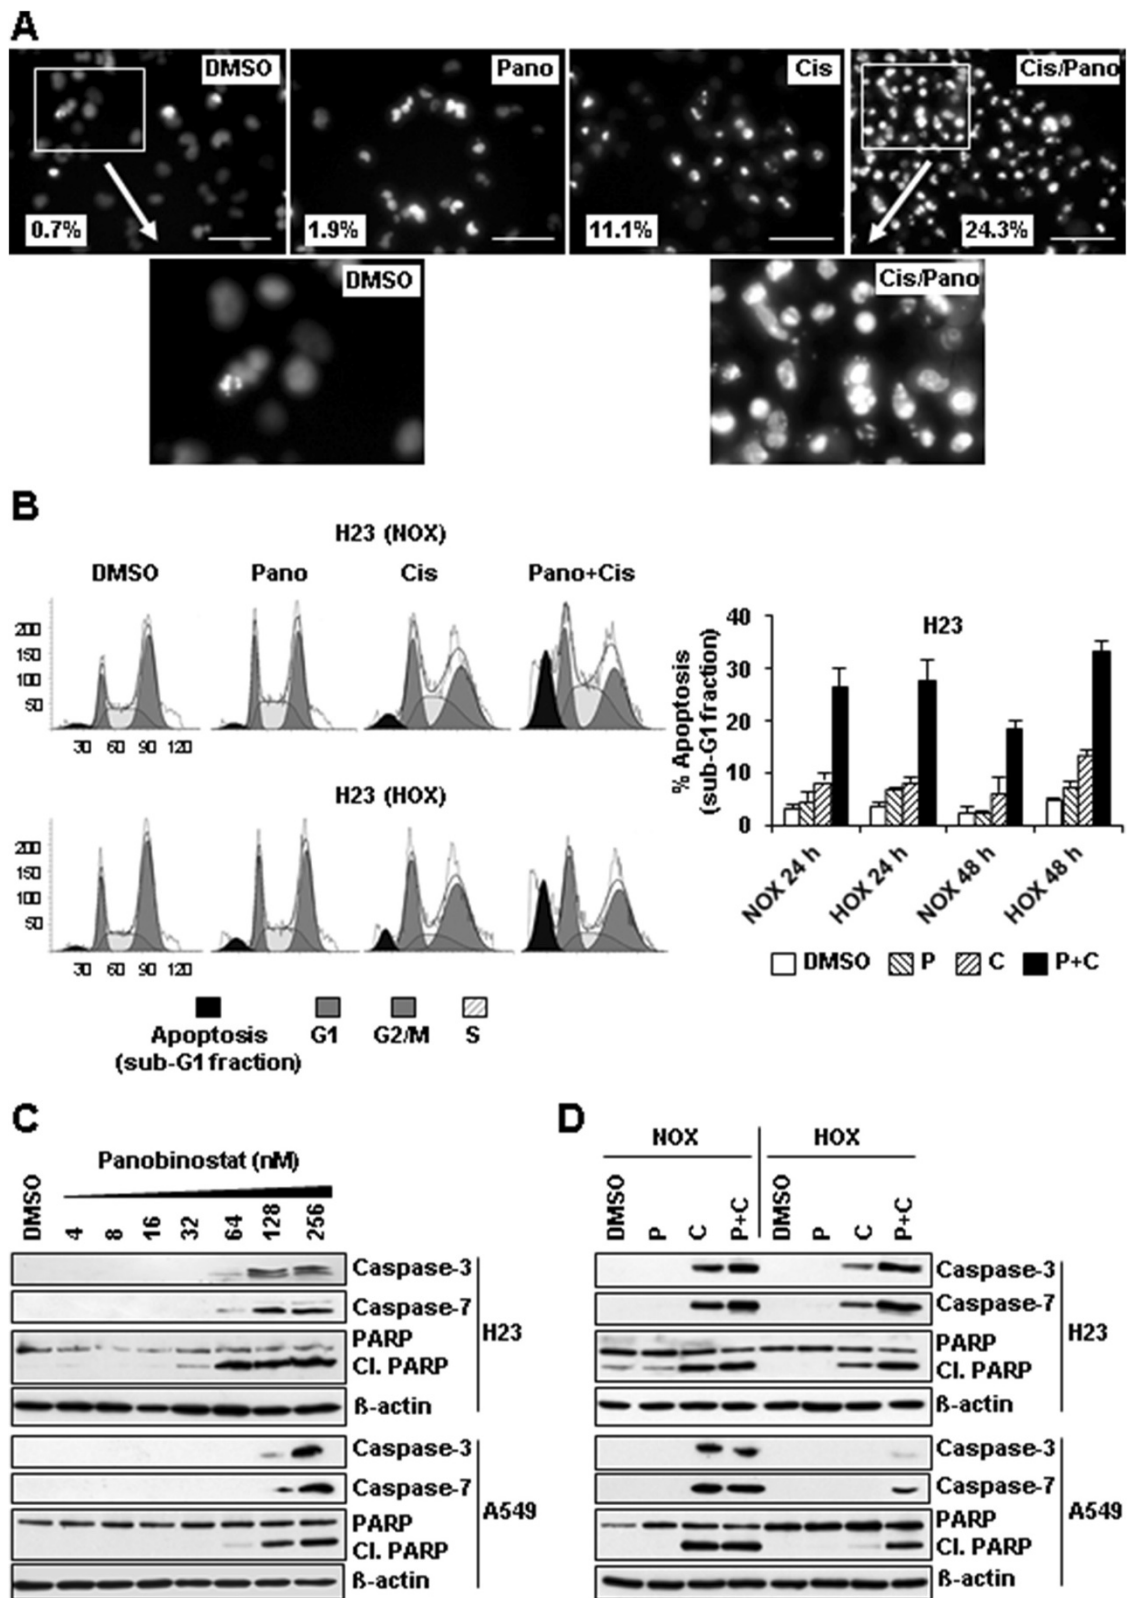 A
DMSO
Pano
Cis
Cis/Pano
0.7%
1.9%
11.1%
24.3%
DMSO
Cis/Pano
B
H23 (NOX)
DMSO Pano Cis Pano+Cis
200
150
100
50
30 60 90 120
H23 (HOX)
200
150
100
50
30 60 90 120
Apoptosis
(sub-G1 fraction)
G1
G2/M
S
H23
% Apoptosis
(sub-G1 fraction)
40
30
20
10
0
NOX 24 h
HOX 24 h
NOX 48 h
HOX 48 h
DMSO P C P+C
C
Panobinostat (nM)
DMSO 4 8 16 32 64 128 256
Caspase-3
Caspase-7
PARP
Cl. PARP
ß-actin
H23
Caspase-3
Caspase-7
PARP
Cl. PARP
ß-actin
A549
D
NOX HOX
DMSO P C P+C DMSO P C P+C
Caspase-3
Caspase-7
PARP
Cl. PARP
ß-actin
H23
Caspase-3
Caspase-7
PARP
Cl. PARP
ß-actin
A549